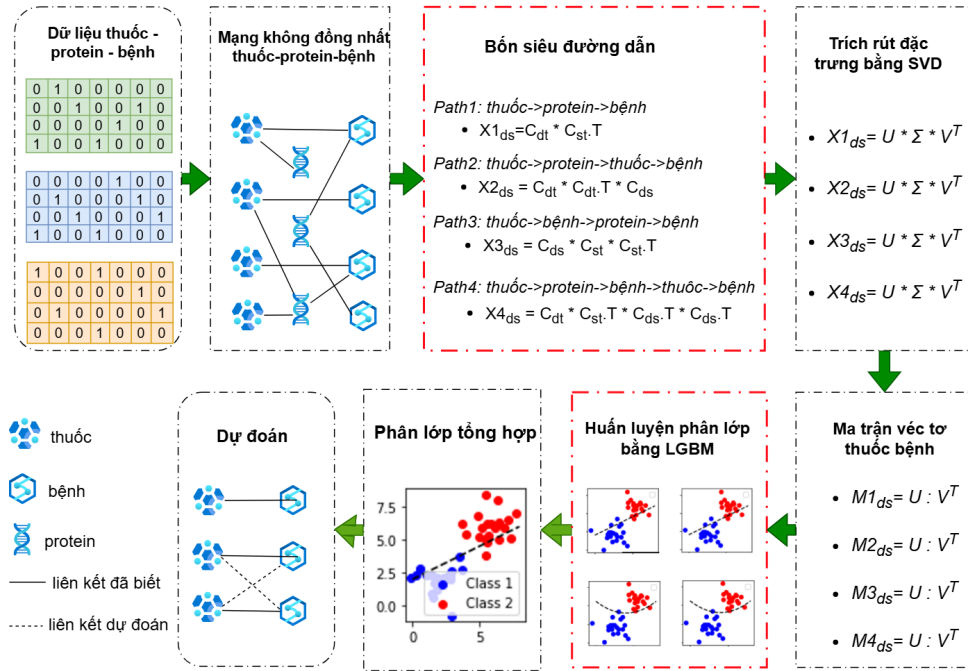 Dữ liệu thuốc -
protein - bệnh
0 1 0 0 0 0 0
0 0 1 0 0 1 0
0 1 0 0 0 0 0
1 0 0 1 0 0 0
0 0 0 0 1 0 0
0 1 0 0 0 1 0
0 0 1 0 0 0 1
1 0 0 1 0 0 0
1 0 0 1 0 0 0
0 0 0 0 0 1 0
0 0 1 0 0 0 1
0 0 0 1 0 0 0
Mạng không đồng nhất
thuốc-protein-bệnh
Bốn siêu đường dẫn
Path1: thuốc->protein->bệnh
• X1ds=Cdt * Cst.T
Path2: thuốc->protein->thuốc->bệnh
• X2ds = Cdt * Cdt.T * Cds
Path3: thuốc->bệnh->protein->bệnh
• X3ds = Cds * Cst * Cst.T
Path4: thuốc->protein->bệnh->thuôc->bệnh
X4ds = Cdt * Cst.T * Cds.T * Cds.T
Trích rút đặc
trưng bằng SVD
• X1ds= U * Σ * V^T
• X2ds= U * Σ * V^T
• X3ds= U * Σ * V^T
• X4ds= U * Σ * V^T
Ma trận véc tơ
thuốc bệnh
• M1ds= U : V^T
• M2ds= U : V^T
• M3ds= U : V^T
• M4ds= U : V^T
Huấn luyện phân lớp
bằng LGBM
Phân lớp tổng hợp
7.5
5.0
2.5
0.0
0
5
Class 1
Class 2
Dự đoán
thuốc
bệnh
protein
liên kết đã biết
liên kết dự đoán